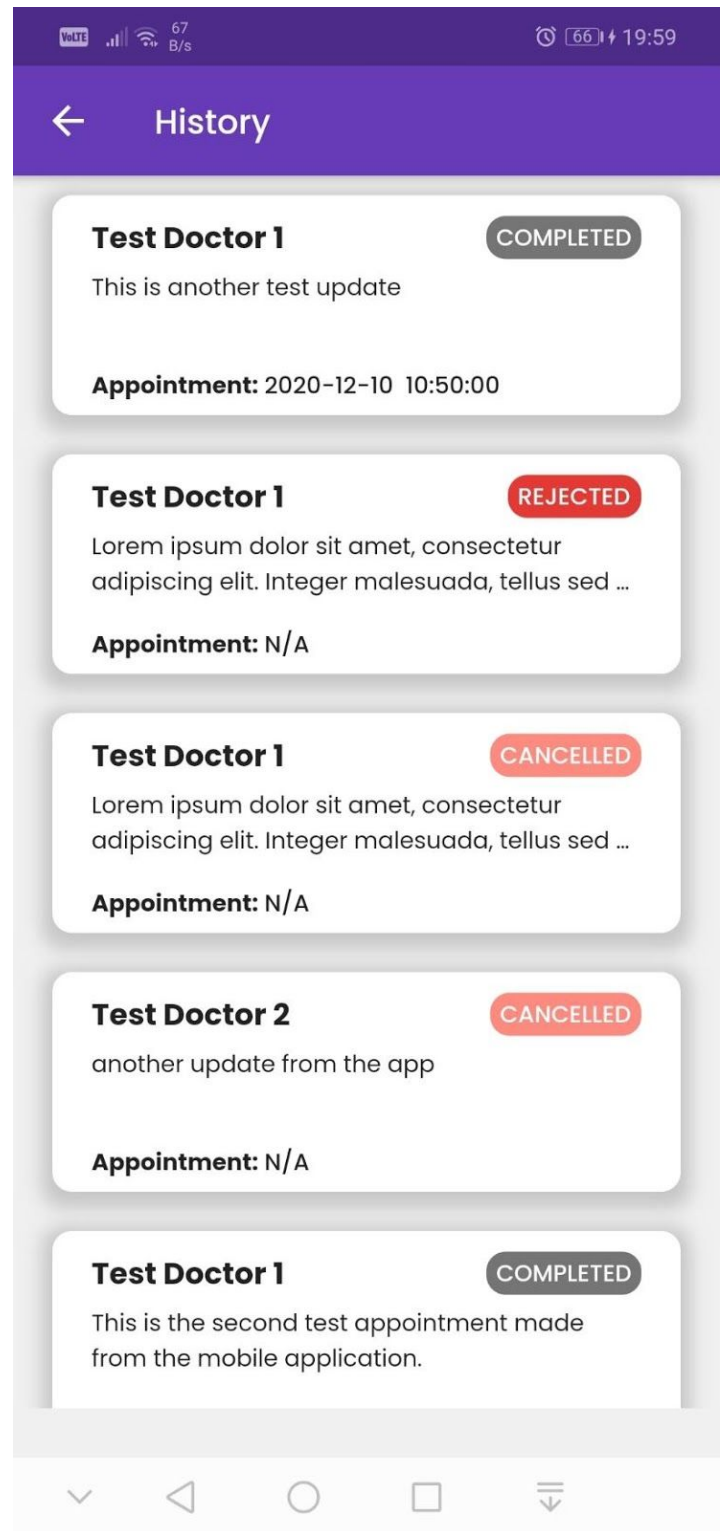 VoLTE 67 B/s 66 19:59
History
Test Doctor 1 COMPLETED
This is another test update
Appointment: 2020-12-10 10:50:00
Test Doctor 1 REJECTED
Lorem ipsum dolor sit amet, consectetur
adipiscing elit. Integer malesuada, tellus sed ...
Appointment: N/A
Test Doctor 1 CANCELLED
Lorem ipsum dolor sit amet, consectetur
adipiscing elit. Integer malesuada, tellus sed ...
Appointment: N/A
Test Doctor 2 CANCELLED
another update from the app
Appointment: N/A
Test Doctor 1 COMPLETED
This is the second test appointment made
from the mobile application.